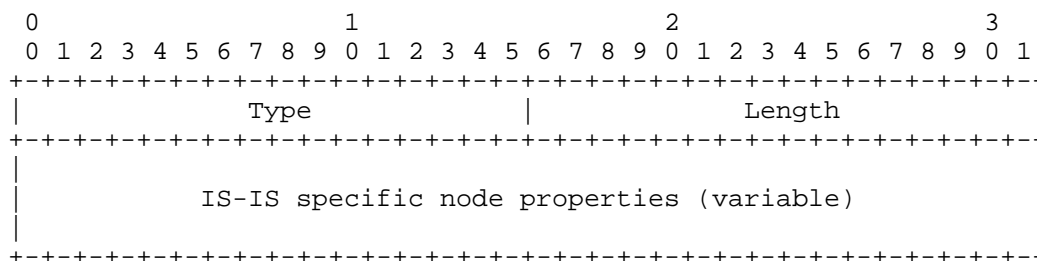 0                   1                   2                   3
 0 1 2 3 4 5 6 7 8 9 0 1 2 3 4 5 6 7 8 9 0 1 2 3 4 5 6 7 8 9 0 1
+-+-+-+-+-+-+-+-+-+-+-+-+-+-+-+-+-+-+-+-+-+-+-+-+-+-+-+-+-+-+-+-
|              Type             |             Length
+-+-+-+-+-+-+-+-+-+-+-+-+-+-+-+-+-+-+-+-+-+-+-+-+-+-+-+-+-+-+-+-
|
|           IS-IS specific node properties (variable)
|
+-+-+-+-+-+-+-+-+-+-+-+-+-+-+-+-+-+-+-+-+-+-+-+-+-+-+-+-+-+-+-+-